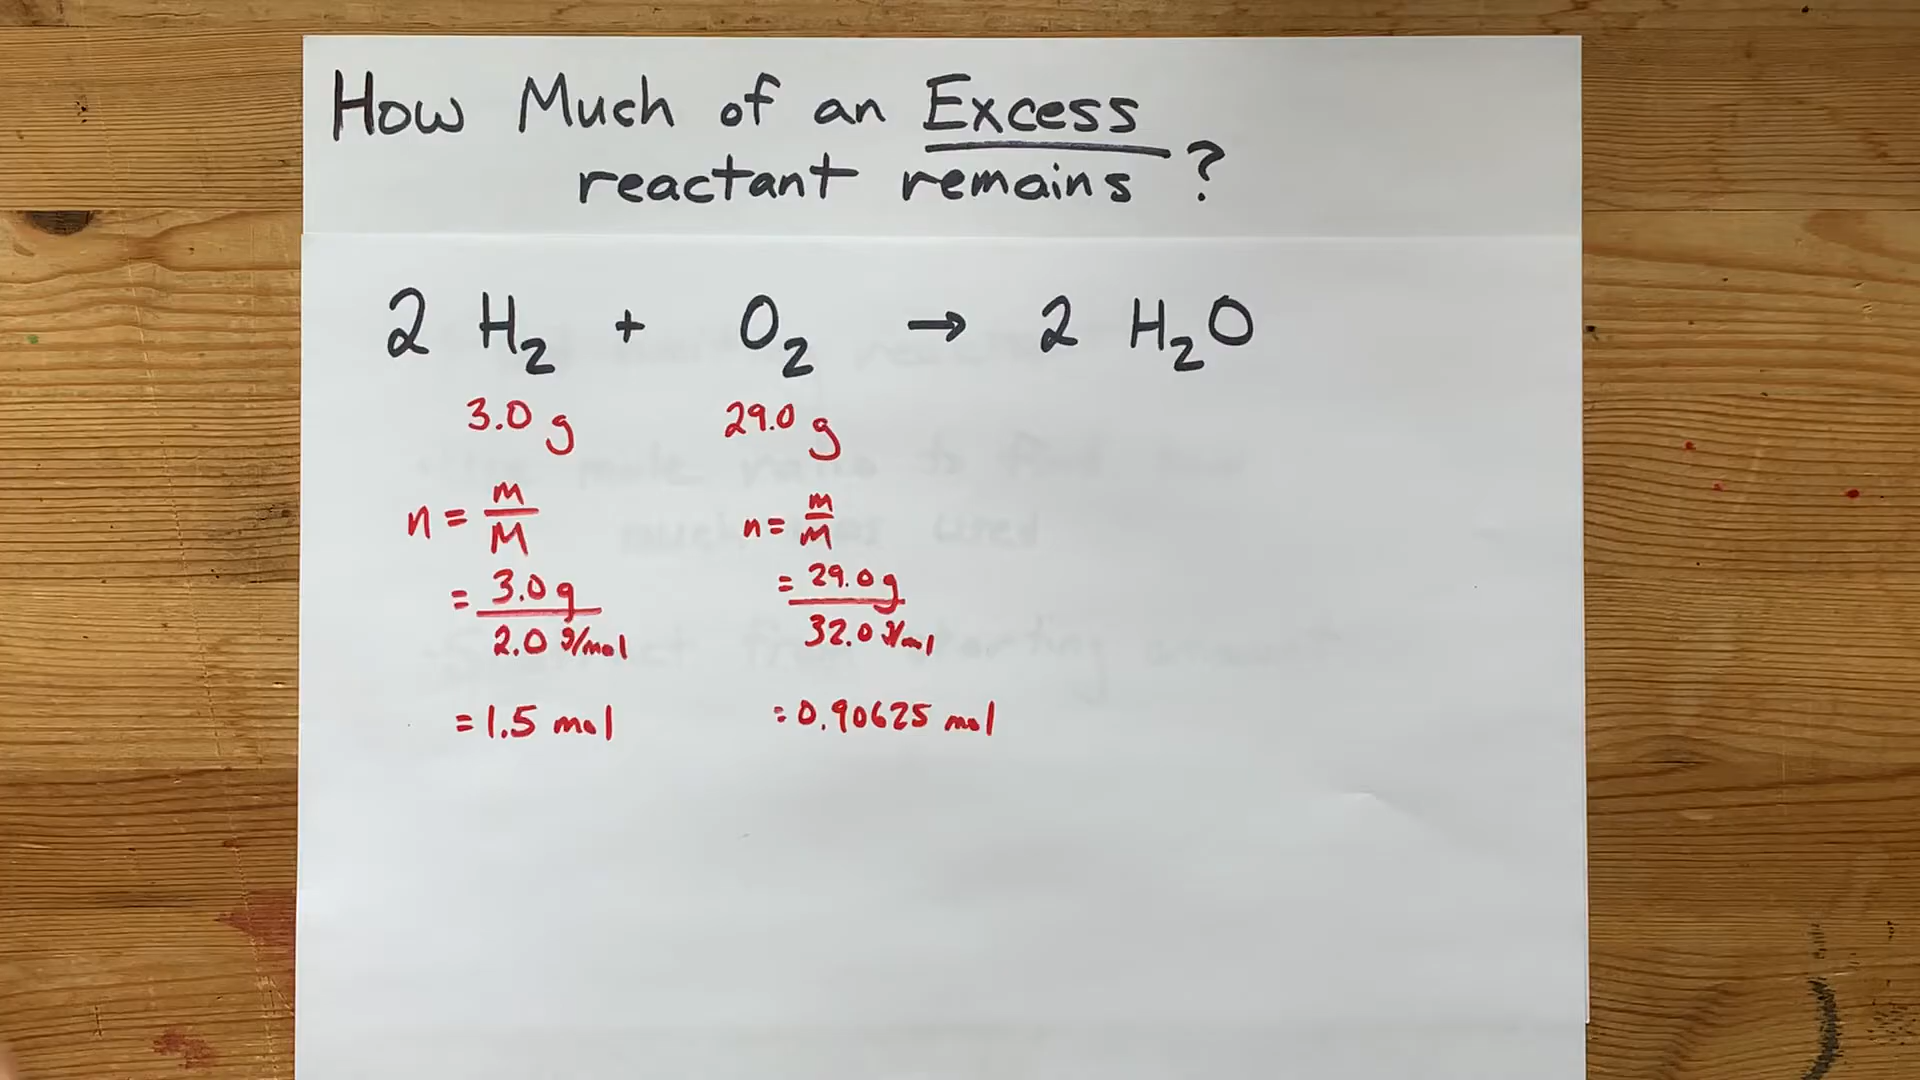 How Much of an Excess
reactant remains ?
2 H₂ + O₂ → 2 H₂O
3.0 g 29.0 g
n = m/M n = m/M
= 3.0 g / 2.0 g/mol = 29.0 g / 32.0 g/mol
= 1.5 mol = 0.90625 mol